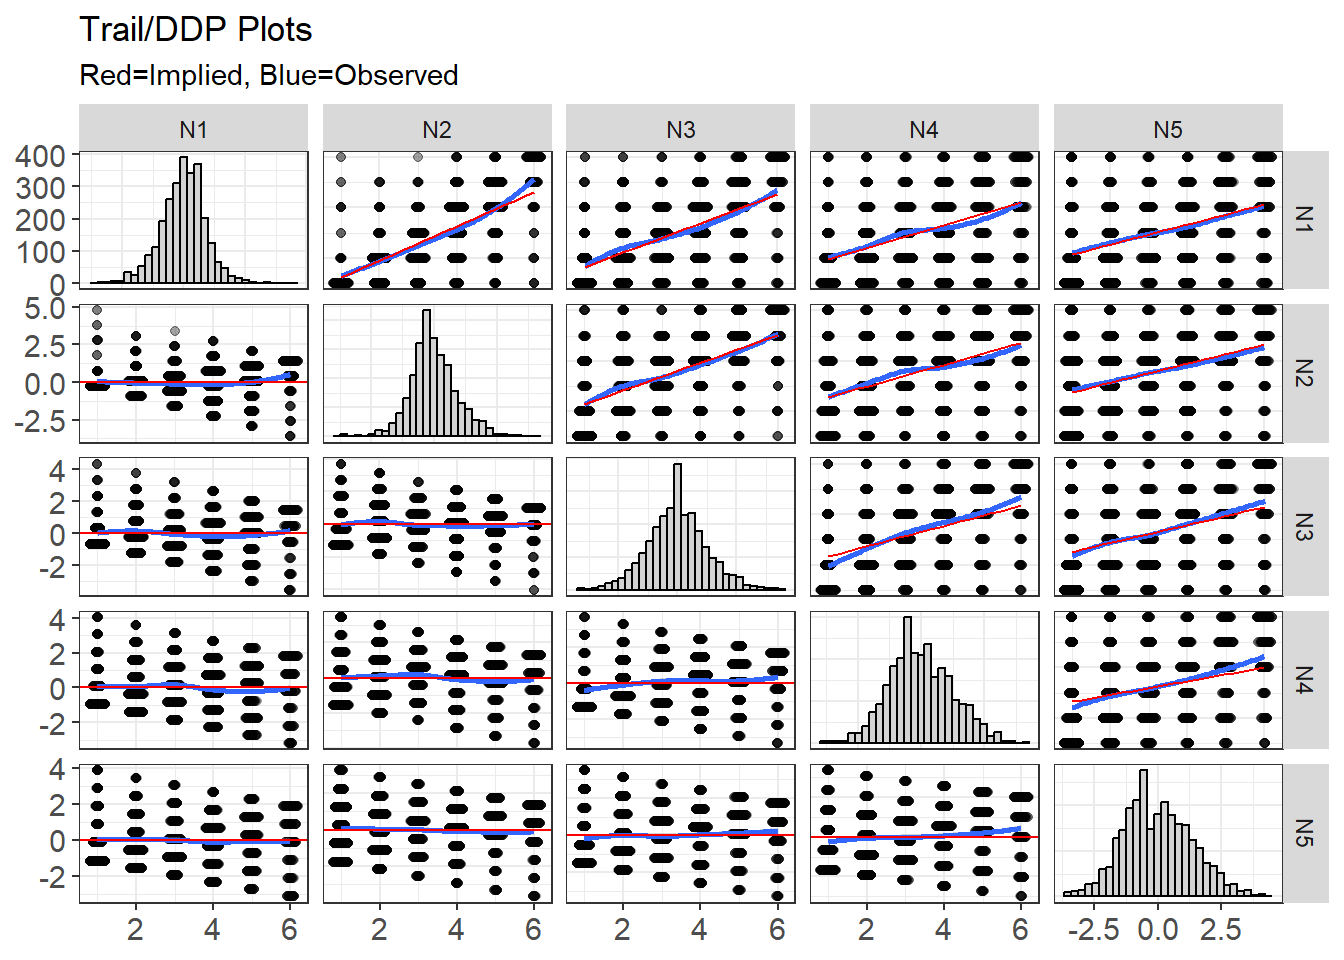 Trail/DDP Plots
Red=Implied, Blue=Observed
N1 N2 N3 N4 N5
400
300
200
100
0
N1
5.0
2.5
0.0
-2.5
N2
4
2
0
-2
N3
4
2
0
-2
N4
4
2
0
-2
N5
2 4 6 2 4 6 2 4 6 2 4 6 -2.5 0.0 2.5